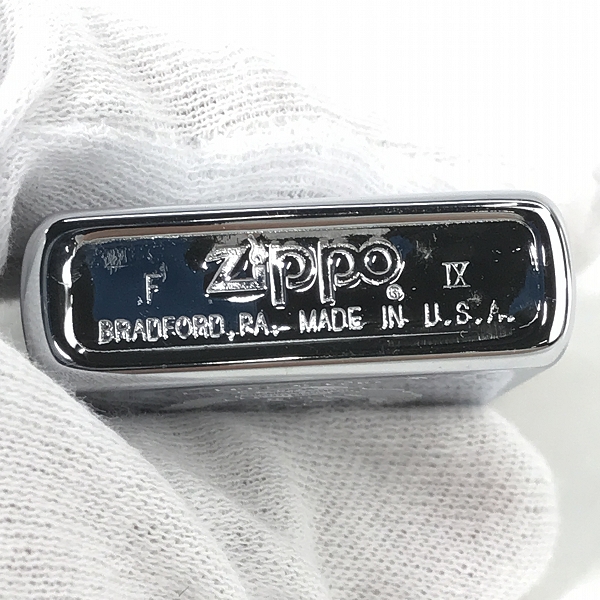 F Zippo® IX
BRADFORD, PA. MADE IN U.S.A.